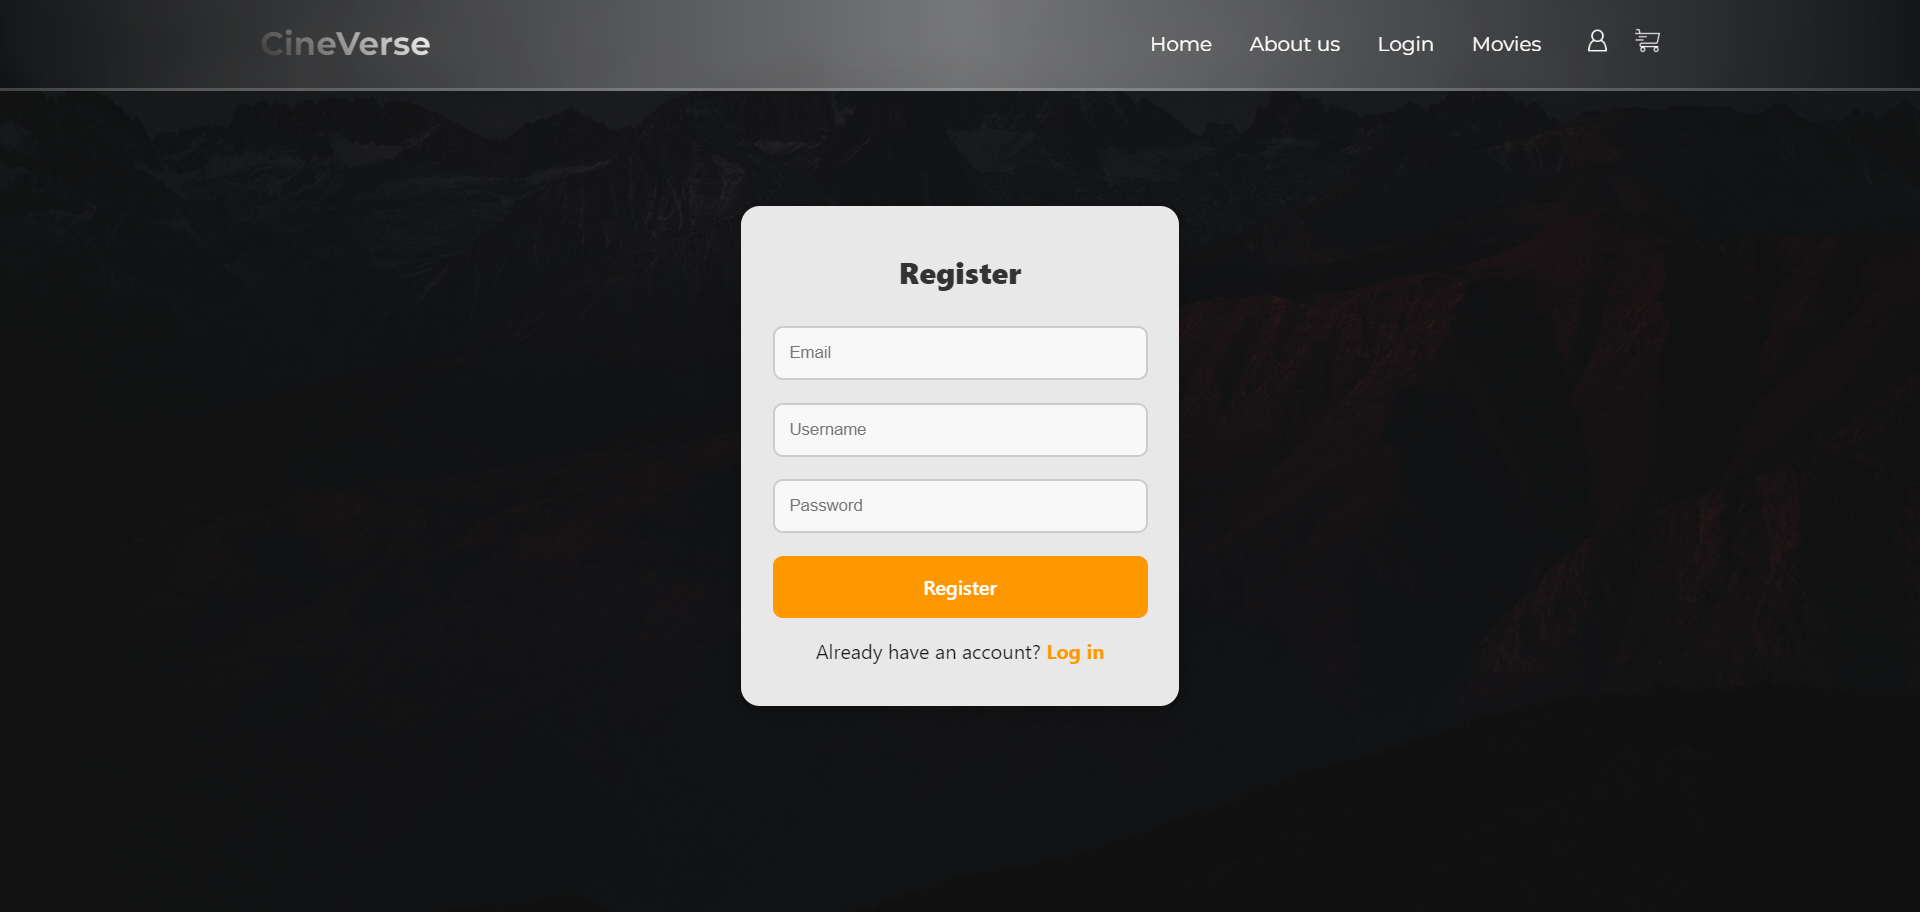 CineVerse
Home About us Login Movies
Register
Email
Username
Password
Register
Already have an account? Log in